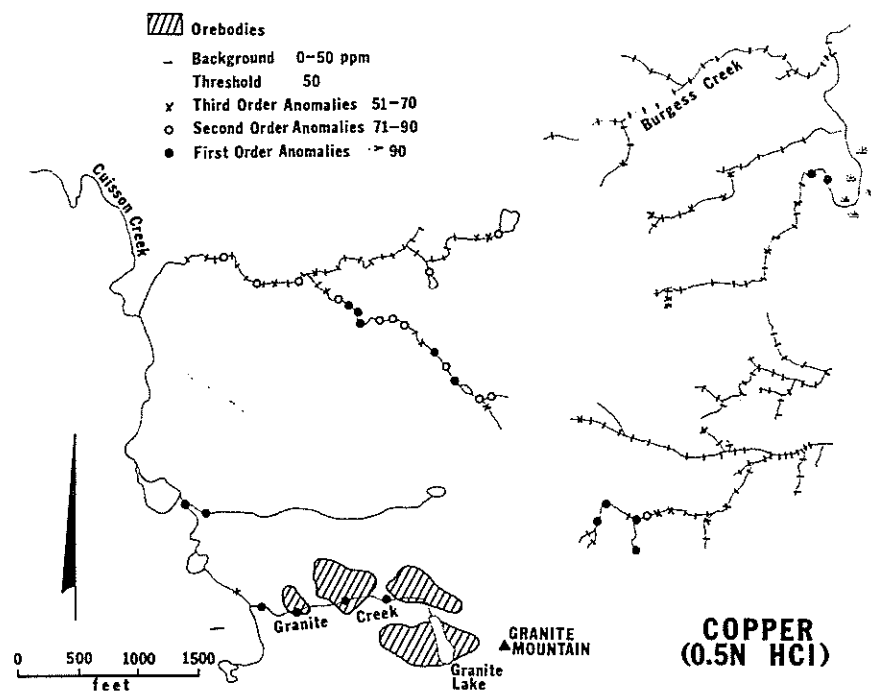 Orebodies
– Background 0–50 ppm
Threshold 50
x Third Order Anomalies 51–70
o Second Order Anomalies 71–90
● First Order Anomalies > 90
Burgess Creek
Cuisson Creek
Granite Creek
GRANITE
MOUNTAIN
Granite
Lake
COPPER
(0.5N HCl)
0 500 1000 1500
feet